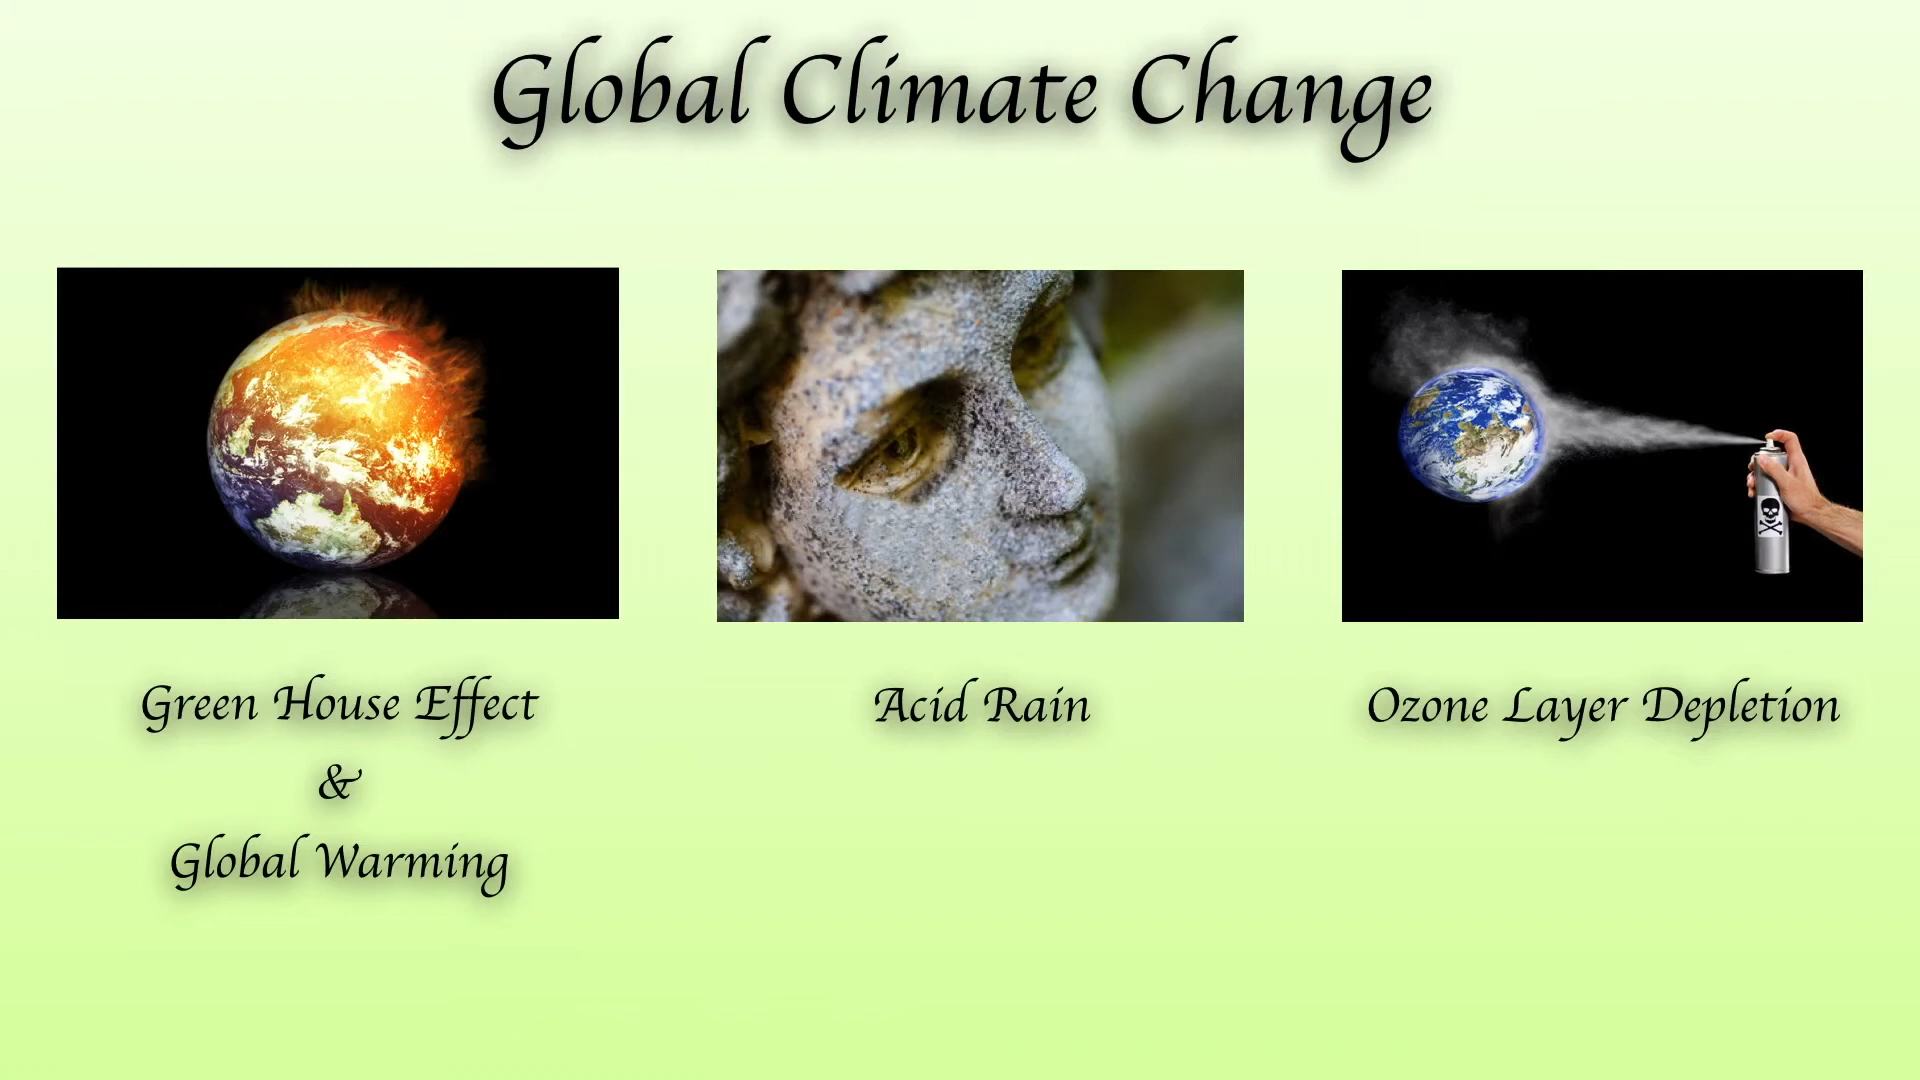 Global Climate Change
Green House Effect
&
Global Warming
Acid Rain
Ozone Layer Depletion